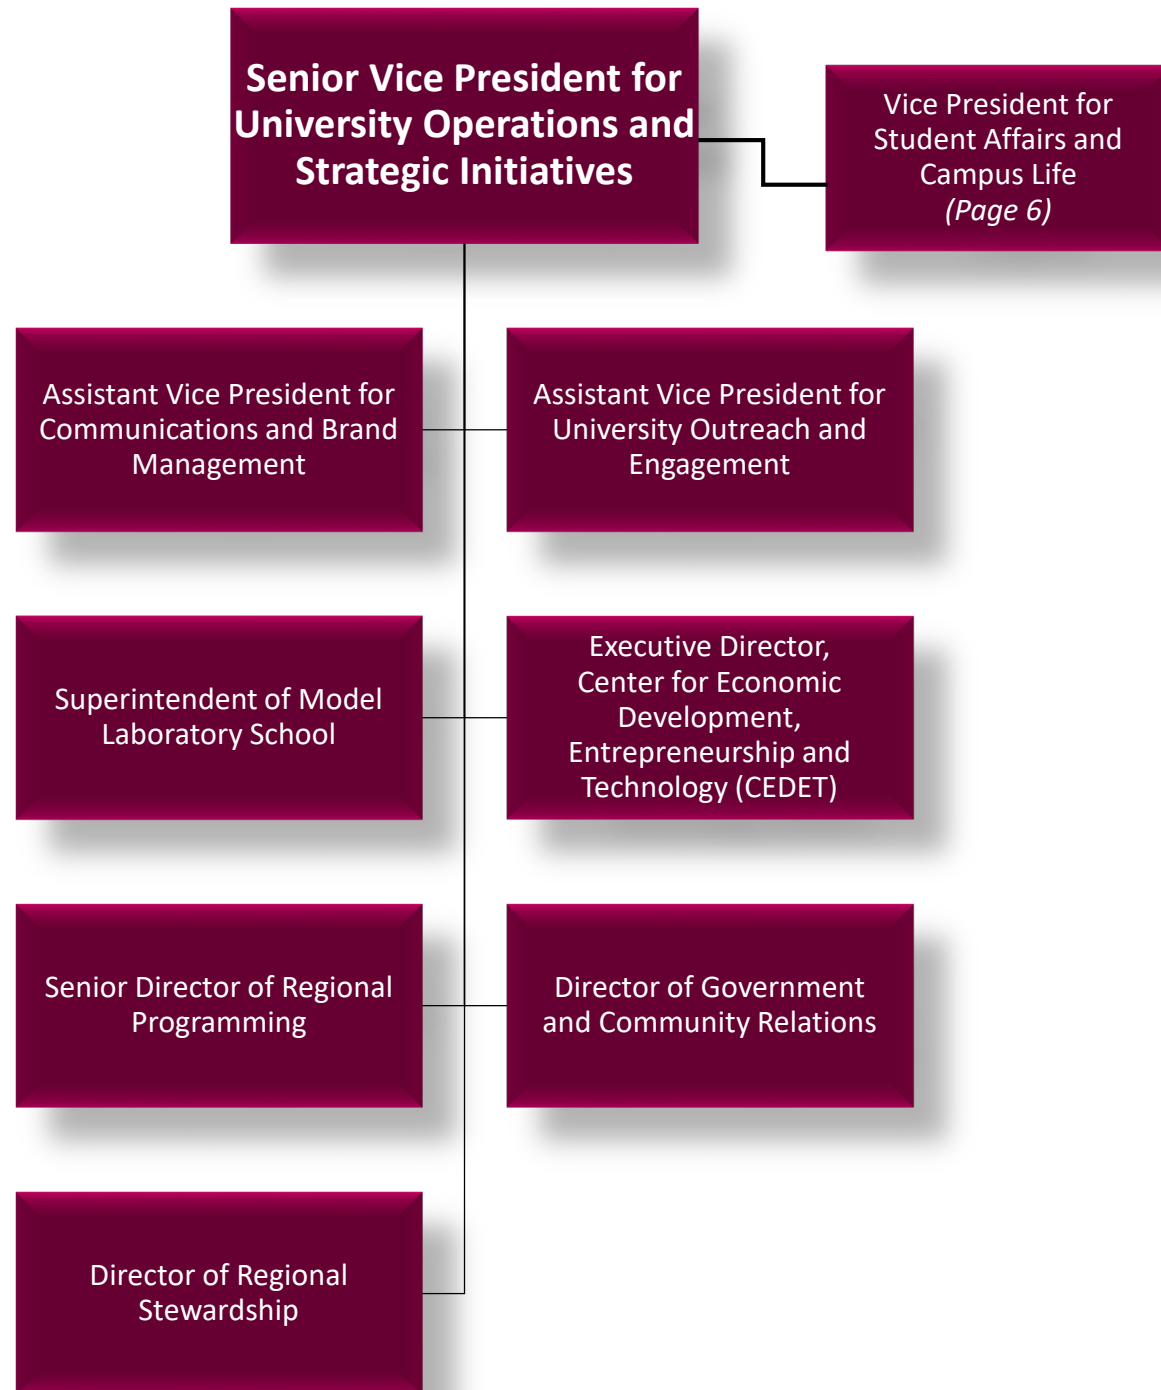 Senior Vice President for
University Operations and
Strategic Initiatives
Vice President for
Student Affairs and
Campus Life
(Page 6)
Assistant Vice President for
Communications and Brand
Management
Assistant Vice President for
University Outreach and
Engagement
Superintendent of Model
Laboratory School
Executive Director,
Center for Economic
Development,
Entrepreneurship and
Technology (CEDET)
Senior Director of Regional
Programming
Director of Government
and Community Relations
Director of Regional
Stewardship